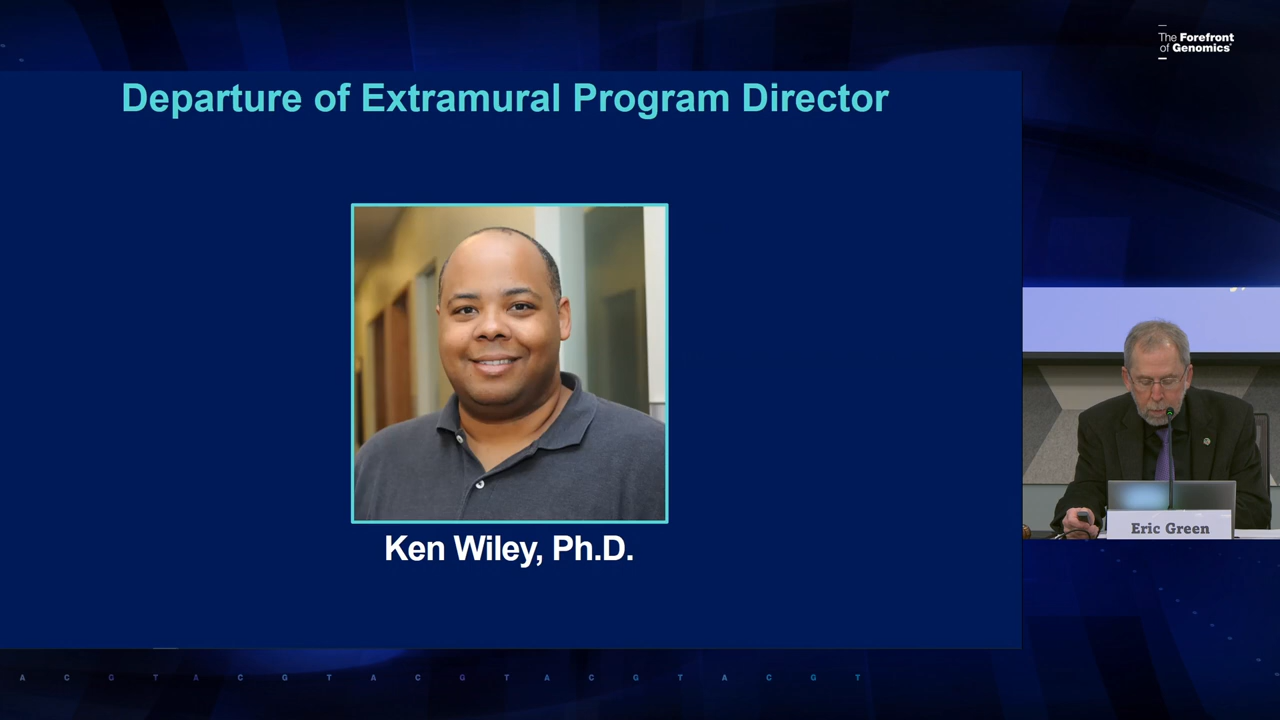 The Forefront
of Genomics®
Departure of Extramural Program Director
Ken Wiley, Ph.D.
Eric Green
A C G T A C G T A C G T A C G T A C G T